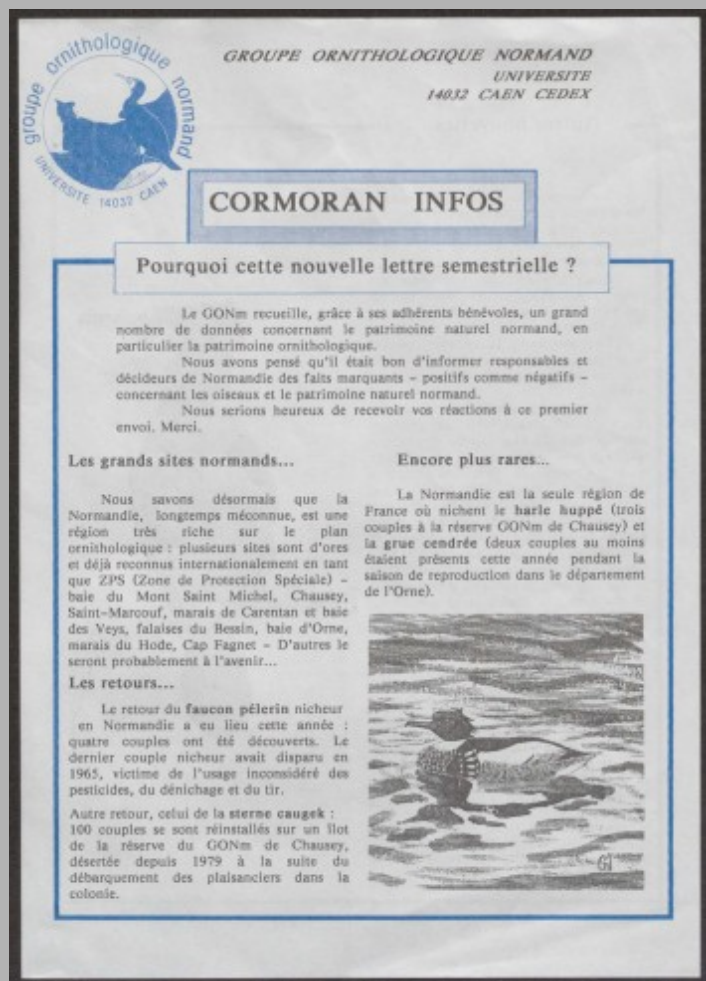 groupe ornithologique normand
UNIVERSITE 14032 CAEN
GROUPE ORNITHOLOGIQUE NORMAND
UNIVERSITE
14032 CAEN CEDEX
CORMORAN INFOS
Pourquoi cette nouvelle lettre semestrielle ?
Le GONm recueille, grâce à ses adhérents bénévoles, un grand
nombre de données concernant le patrimoine naturel normand, en
particulier la patrimoine ornithologique.
Nous avons pensé qu'il était bon d'informer responsables et
décideurs de Normandie des faits marquants - positifs comme négatifs -
concernant les oiseaux et le patrimoine naturel normand.
Nous serions heureux de recevoir vos réactions à ce premier
envoi. Merci.
Les grands sites normands...
Nous savons désormais que la
Normandie, longtemps méconnue, est une
région très riche sur le plan
ornithologique : plusieurs sites sont d'ores
et déjà reconnus internationalement en tant
que ZPS (Zone de Protection Spéciale) -
baie du Mont Saint Michel, Chausey,
Saint-Marcouf, marais de Carentan et baie
des Veys, falaises du Bessin, baie d'Orne,
marais du Hode, Cap Fagnet - D'autres le
seront probablement à l'avenir...
Les retours...
Le retour du faucon pélerin nicheur
en Normandie a eu lieu cette année :
quatre couples ont été découverts. Le
dernier couple nicheur avait disparu en
1965, victime de l'usage inconsidéré des
pesticides, du dénichage et du tir.
Autre retour, celui de la sterne caugek :
100 couples se sont réinstallés sur un îlot
de la réserve du GONm de Chausey,
désertée depuis 1979 à la suite du
débarquement des plaisanciers dans la
colonie.
Encore plus rares...
La Normandie est la seule région de
France où nichent le harle huppé (trois
couples à la réserve GONm de Chausey) et
la grue cendrée (deux couples au moins
étaient présents cette année pendant la
saison de reproduction dans le département
de l'Orne).